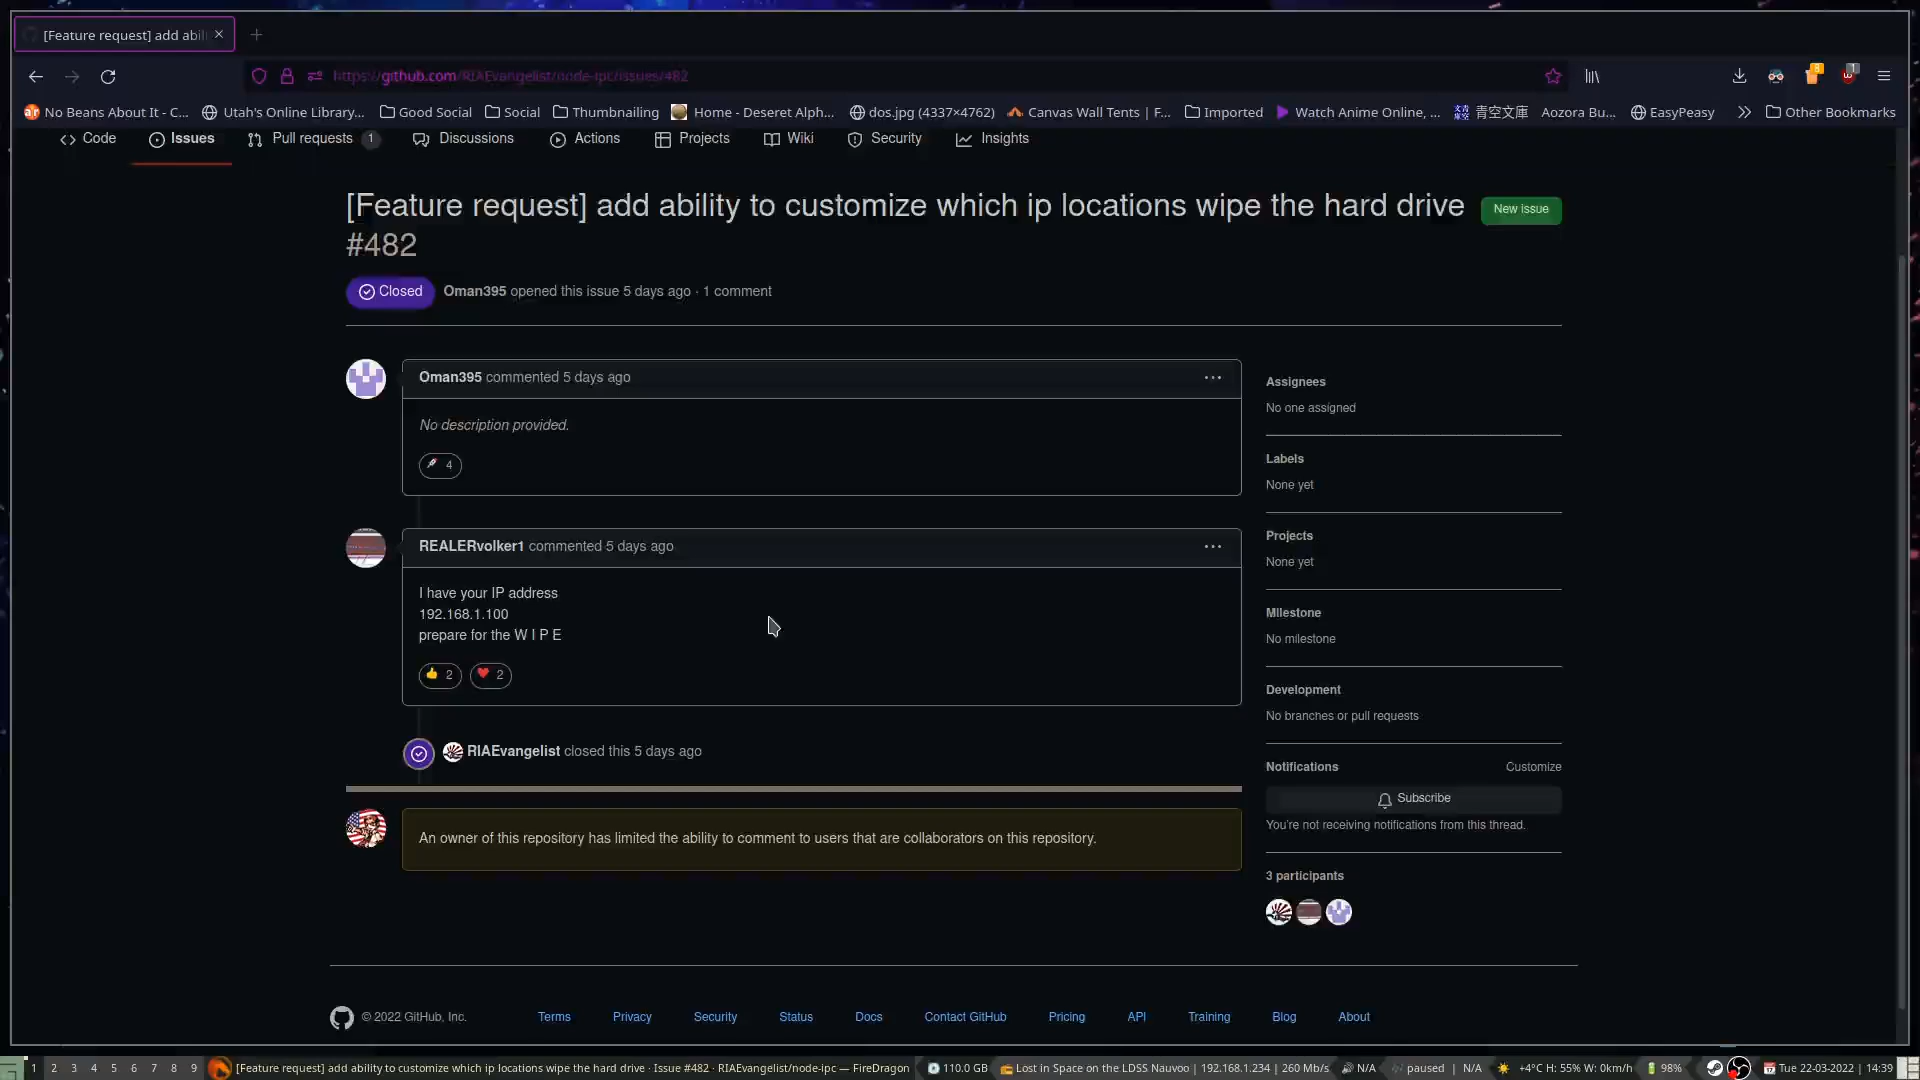 [Feature request] add abil
https://github.com/RIAEvangelist/node-ipc/issues/482
8
1
No Beans About It - C...
Utah's Online Library...
Good Social
Social
Thumbnailing
Home - Deseret Alph...
dos.jpg (4337×4762)
Canvas Wall Tents | F...
Imported
Watch Anime Online, ...
青空文庫 Aozora Bu...
EasyPeasy
Other Bookmarks
Code
Issues
Pull requests 1
Discussions
Actions
Projects
Wiki
Security
Insights
[Feature request] add ability to customize which ip locations wipe the hard drive
#482
New issue
Closed
Oman395 opened this issue 5 days ago · 1 comment
Oman395 commented 5 days ago
No description provided.
4
REALERvolker1 commented 5 days ago
I have your IP address
192.168.1.100
prepare for the W I P E
2
2
RIAEvangelist closed this 5 days ago
An owner of this repository has limited the ability to comment to users that are collaborators on this repository.
Assignees
No one assigned
Labels
None yet
Projects
None yet
Milestone
No milestone
Development
No branches or pull requests
Notifications
Customize
Subscribe
You're not receiving notifications from this thread.
3 participants
© 2022 GitHub, Inc.
Terms
Privacy
Security
Status
Docs
Contact GitHub
Pricing
API
Training
Blog
About
1 2 3 4 5 6 7 8 9
[Feature request] add ability to customize which ip locations wipe the hard drive · Issue #482 · RIAEvangelist/node-ipc — FireDragon
110.0 GB
Lost in Space on the LDSS Nauvoo | 192.168.1.234 | 260 Mb/s
N/A
paused | N/A
+4°C H: 55% W: 0km/h
98%
Tue 22-03-2022 | 14:39